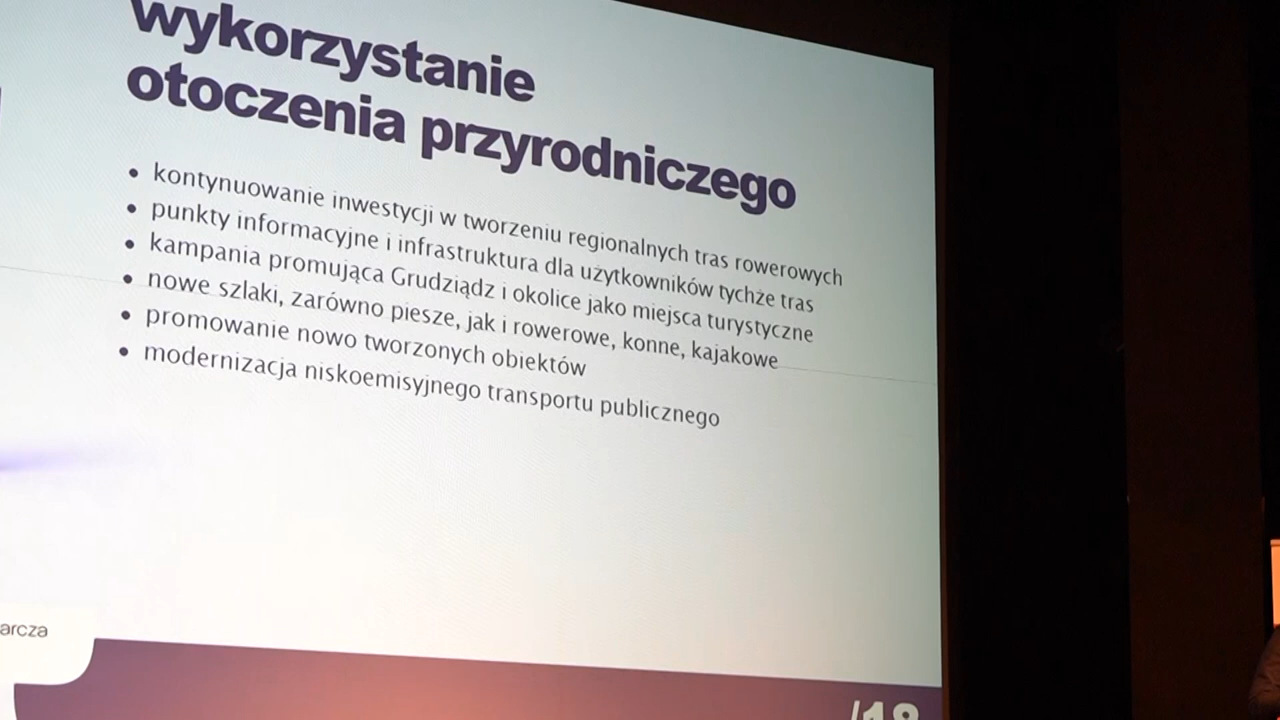 wykorzystanie
otoczenia przyrodniczego
• kontynuowanie inwestycji w tworzeniu regionalnych tras rowerowych
• punkty informacyjne i infrastruktura dla użytkowników tychże tras
• kampania promująca Grudziądz i okolice jako miejsca turystyczne
• nowe szlaki, zarówno piesze, jak i rowerowe, konne, kajakowe
• promowanie nowo tworzonych obiektów
• modernizacja niskoemisyjnego transportu publicznego
arcza